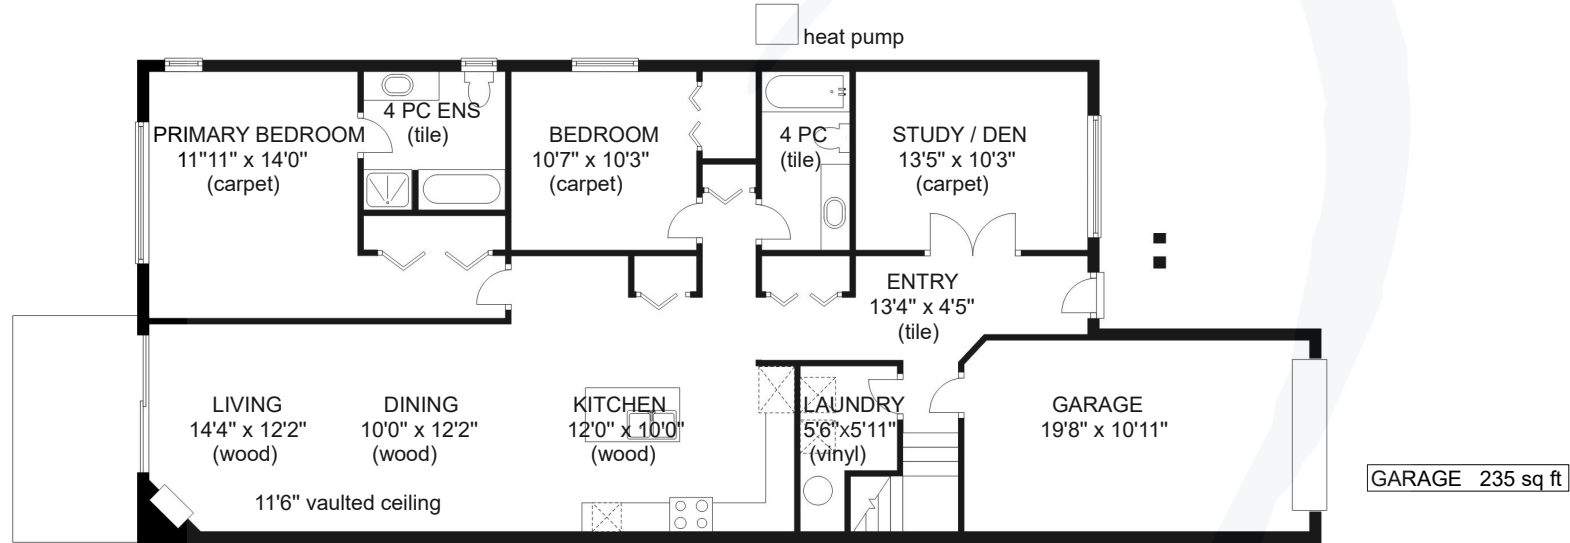 heat pump
4 PC ENS
(tile)
PRIMARY BEDROOM
11"11" x 14'0"
(carpet)
BEDROOM
10'7" x 10'3"
(carpet)
4 PC
(tile)
STUDY / DEN
13'5" x 10'3"
(carpet)
ENTRY
13'4" x 4'5"
(tile)
LIVING
14'4" x 12'2"
(wood)
DINING
10'0" x 12'2"
(wood)
KITCHEN
12'0" x 10'0"
(wood)
LAUNDRY
5'6"x5'11"
(vinyl)
GARAGE
19'8" x 10'11"
11'6" vaulted ceiling
GARAGE 235 sq ft